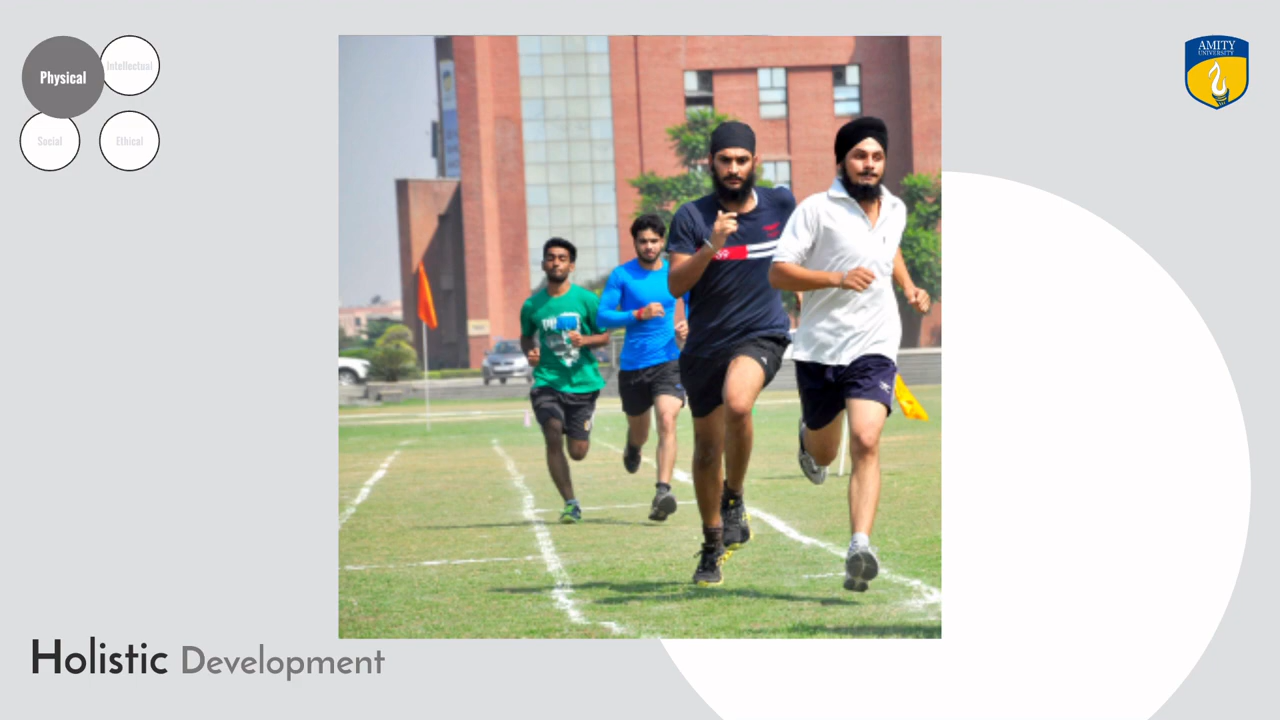 Physical
Intellectual
Social
Ethical
AMITY
UNIVERSITY
Holistic Development